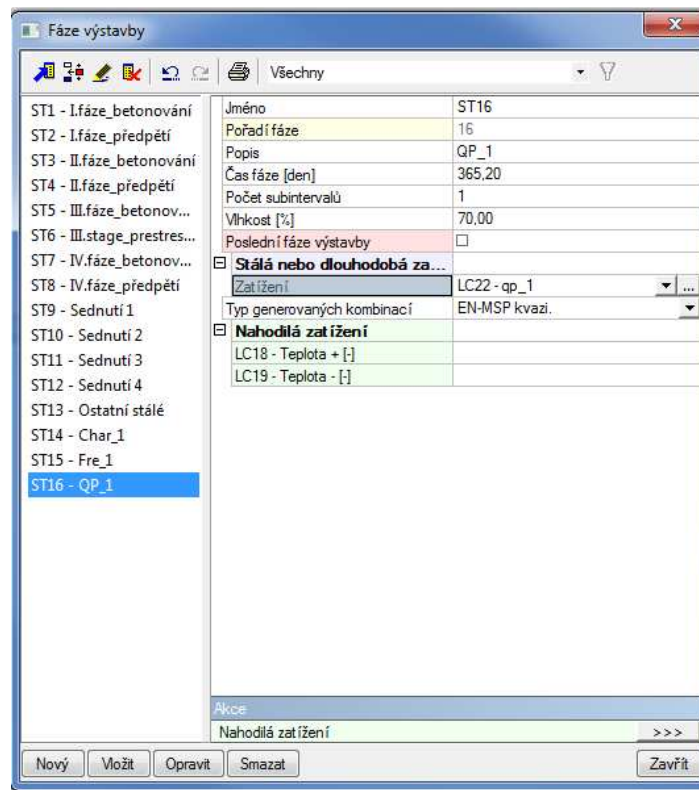 Fáze výstavby
Všechny
ST1 - I.fáze_betonování
ST2 - I.fáze_předpětí
ST3 - II.fáze_betonování
ST4 - II.fáze_předpětí
ST5 - III.fáze_betonov...
ST6 - III.stage_prestres...
ST7 - IV.fáze_betonov...
ST8 - IV.fáze_předpětí
ST9 - Sednutí 1
ST10 - Sednutí 2
ST11 - Sednutí 3
ST12 - Sednutí 4
ST13 - Ostatní stálé
ST14 - Char_1
ST15 - Fre_1
ST16 - QP_1
Jméno ST16
Pořadí fáze 16
Popis QP_1
Čas fáze [den] 365,20
Počet subintervalů 1
Vlhkost [%] 70,00
Poslední fáze výstavby
Stálá nebo dlouhodobá za...
Zatížení LC22 - qp_1 ...
Typ generovaných kombinací EN-MSP kvazi.
Nahodilá zatížení
LC18 - Teplota + [-]
LC19 - Teplota - [-]
Akce
Nahodilá zatížení >>>
Nový Vložit Opravit Smazat Zavřít